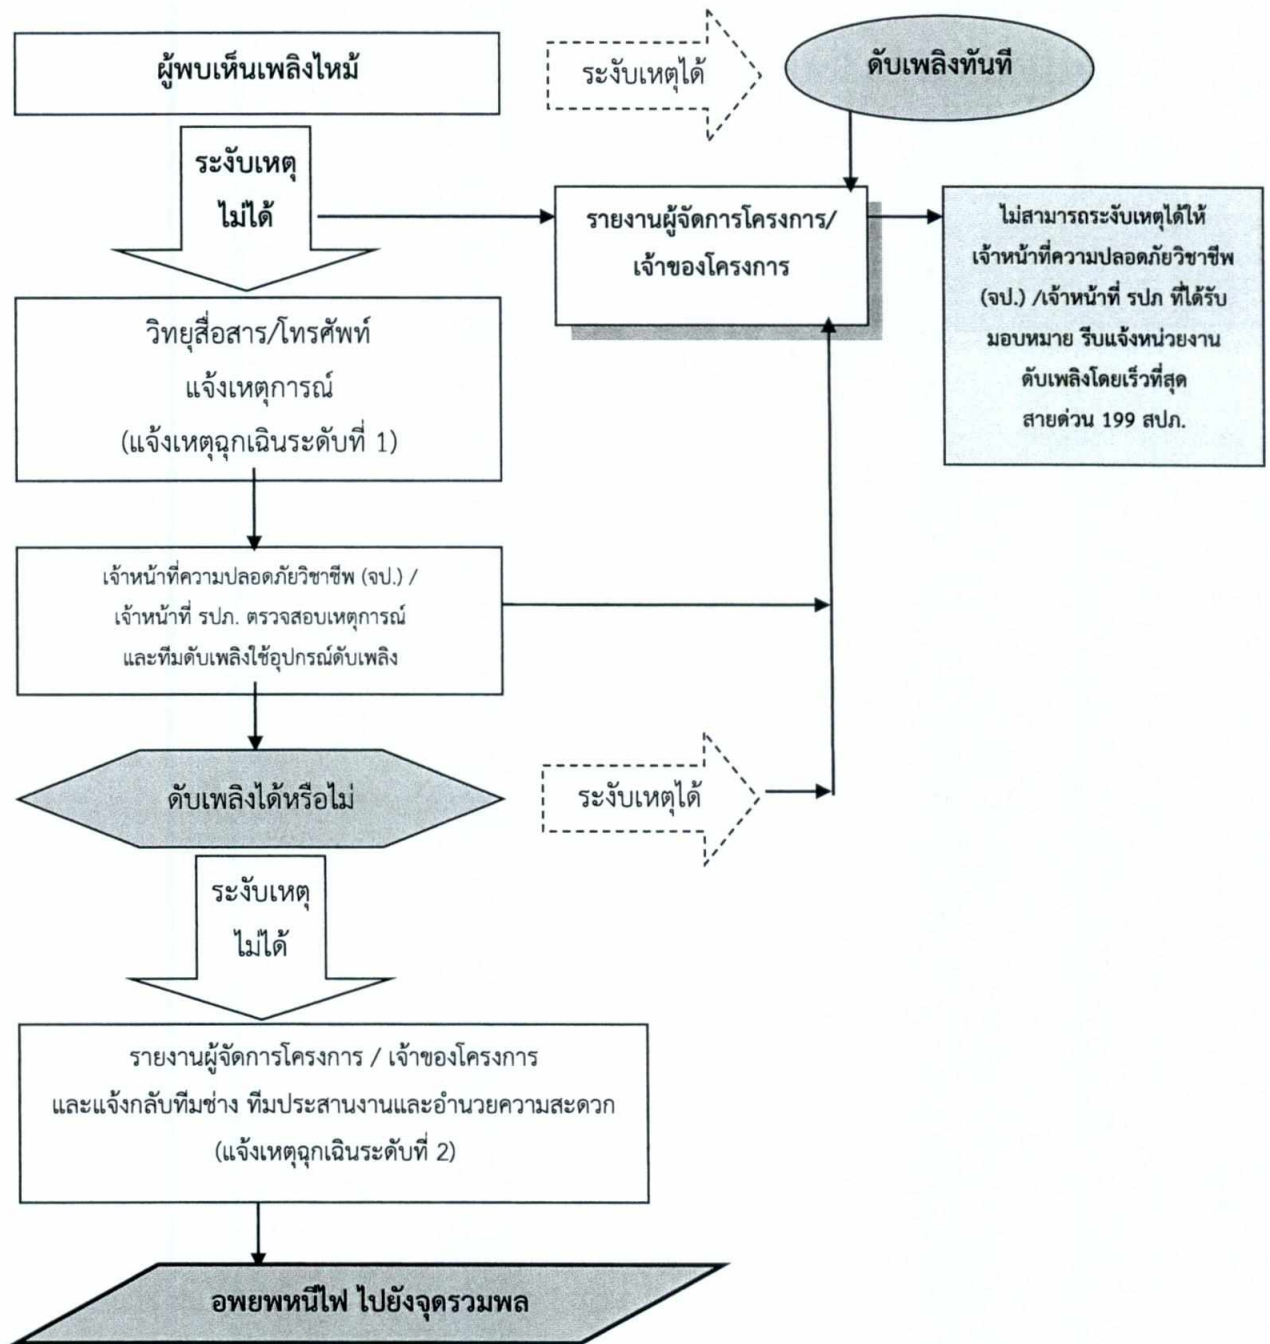 ผู้พบเห็นเพลิงไหม้
ระงับเหตุได้
ดับเพลิงทันที
ระงับเหตุ
ไม่ได้
รายงานผู้จัดการโครงการ/
เจ้าของโครงการ
ไม่สามารถระงับเหตุได้ให้
เจ้าหน้าที่ความปลอดภัยวิชาชีพ
(จป.) /เจ้าหน้าที่ รปภ ที่ได้รับ
มอบหมาย รีบแจ้งหน่วยงาน
ดับเพลิงโดยเร็วที่สุด
สายด่วน 199 สปภ.
วิทยุสื่อสาร/โทรศัพท์
แจ้งเหตุการณ์
(แจ้งเหตุฉุกเฉินระดับที่ 1)
เจ้าหน้าที่ความปลอดภัยวิชาชีพ (จป.) /
เจ้าหน้าที่ รปภ. ตรวจสอบเหตุการณ์
และทีมดับเพลิงใช้อุปกรณ์ดับเพลิง
ดับเพลิงได้หรือไม่
ระงับเหตุได้
ระงับเหตุ
ไม่ได้
รายงานผู้จัดการโครงการ / เจ้าของโครงการ
และแจ้งกลับทีมช่าง ทีมประสานงานและอำนวยความสะดวก
(แจ้งเหตุฉุกเฉินระดับที่ 2)
อพยพหนีไฟ ไปยังจุดรวมพล